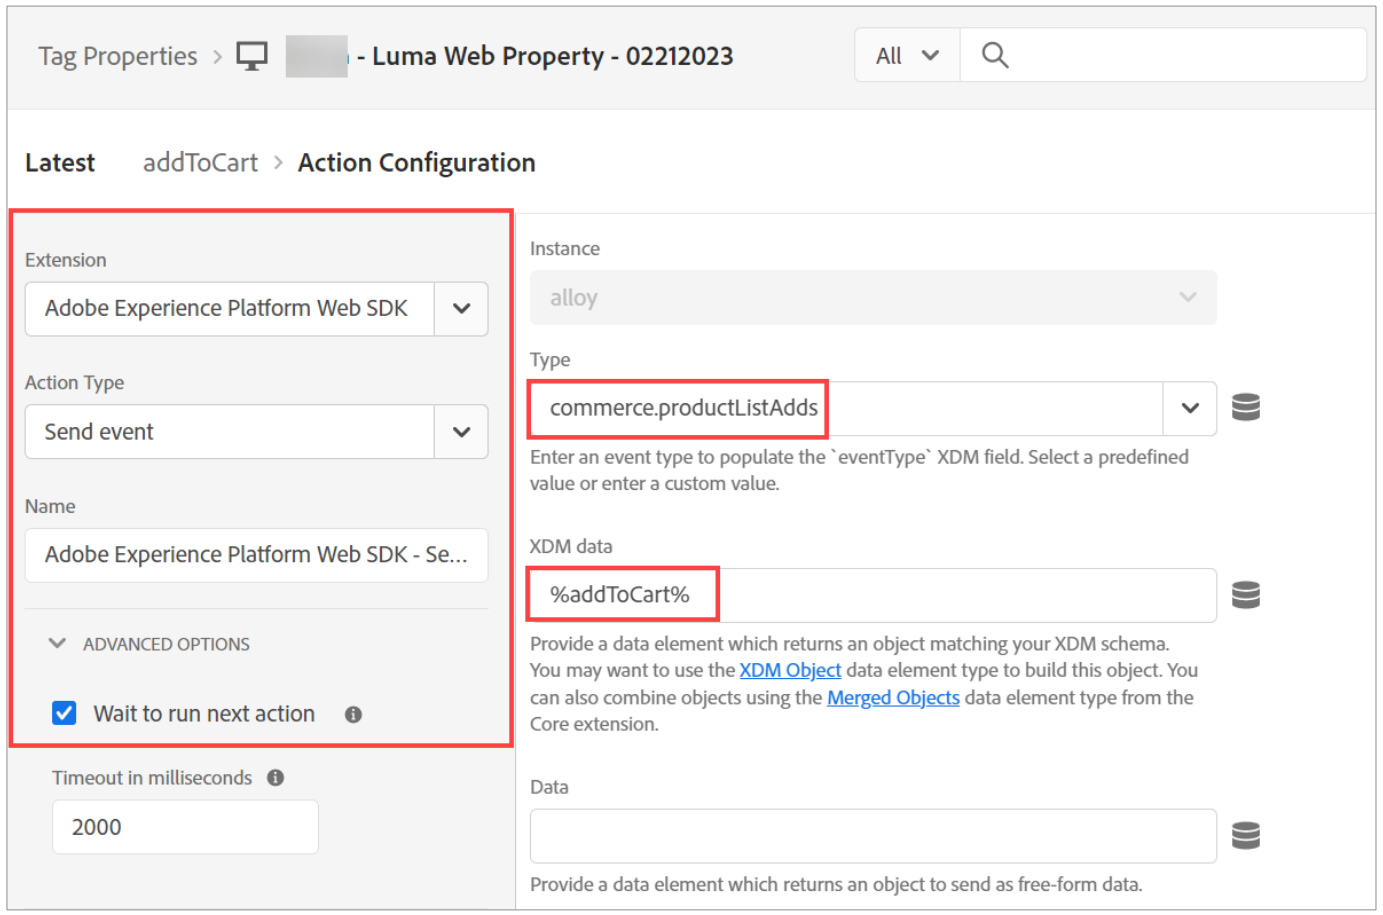 Tag Properties > - Luma Web Property - 02212023
All
Latest addToCart > Action Configuration
Extension
Adobe Experience Platform Web SDK
Action Type
Send event
Name
Adobe Experience Platform Web SDK - Se...
ADVANCED OPTIONS
Wait to run next action
Timeout in milliseconds
2000
Instance
alloy
Type
commerce.productListAdds
Enter an event type to populate the `eventType` XDM field. Select a predefined
value or enter a custom value.
XDM data
%addToCart%
Provide a data element which returns an object matching your XDM schema.
You may want to use the XDM Object data element type to build this object. You
can also combine objects using the Merged Objects data element type from the
Core extension.
Data
Provide a data element which returns an object to send as free-form data.